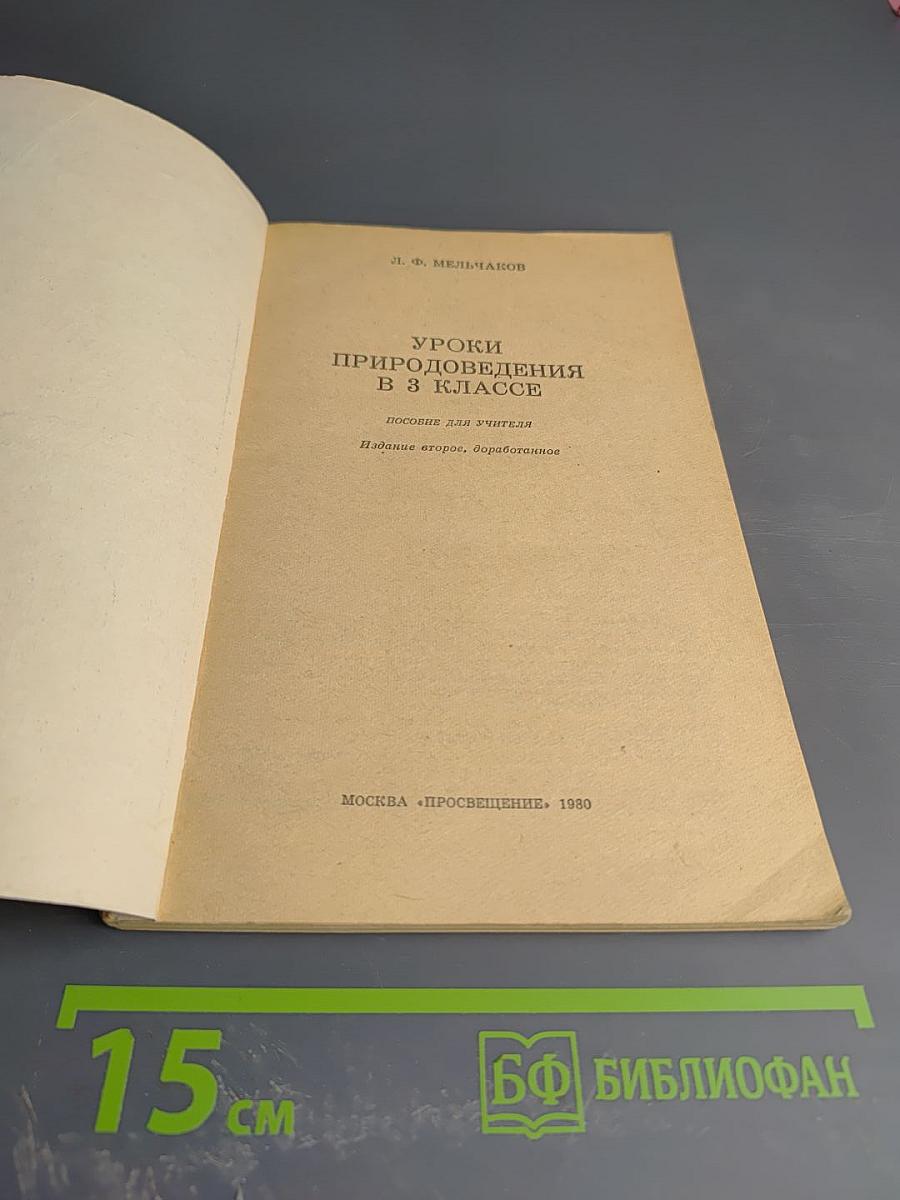 Л. Ф. МЕЛЬЧАКОВ
УРОКИ
ПРИРОДОВЕДЕНИЯ
В 3 КЛАССЕ
ПОСОБИЕ ДЛЯ УЧИТЕЛЯ
Издание второе, доработанное
МОСКВА «ПРОСВЕЩЕНИЕ» 1980
15 см
БФ БИБЛИОФАН